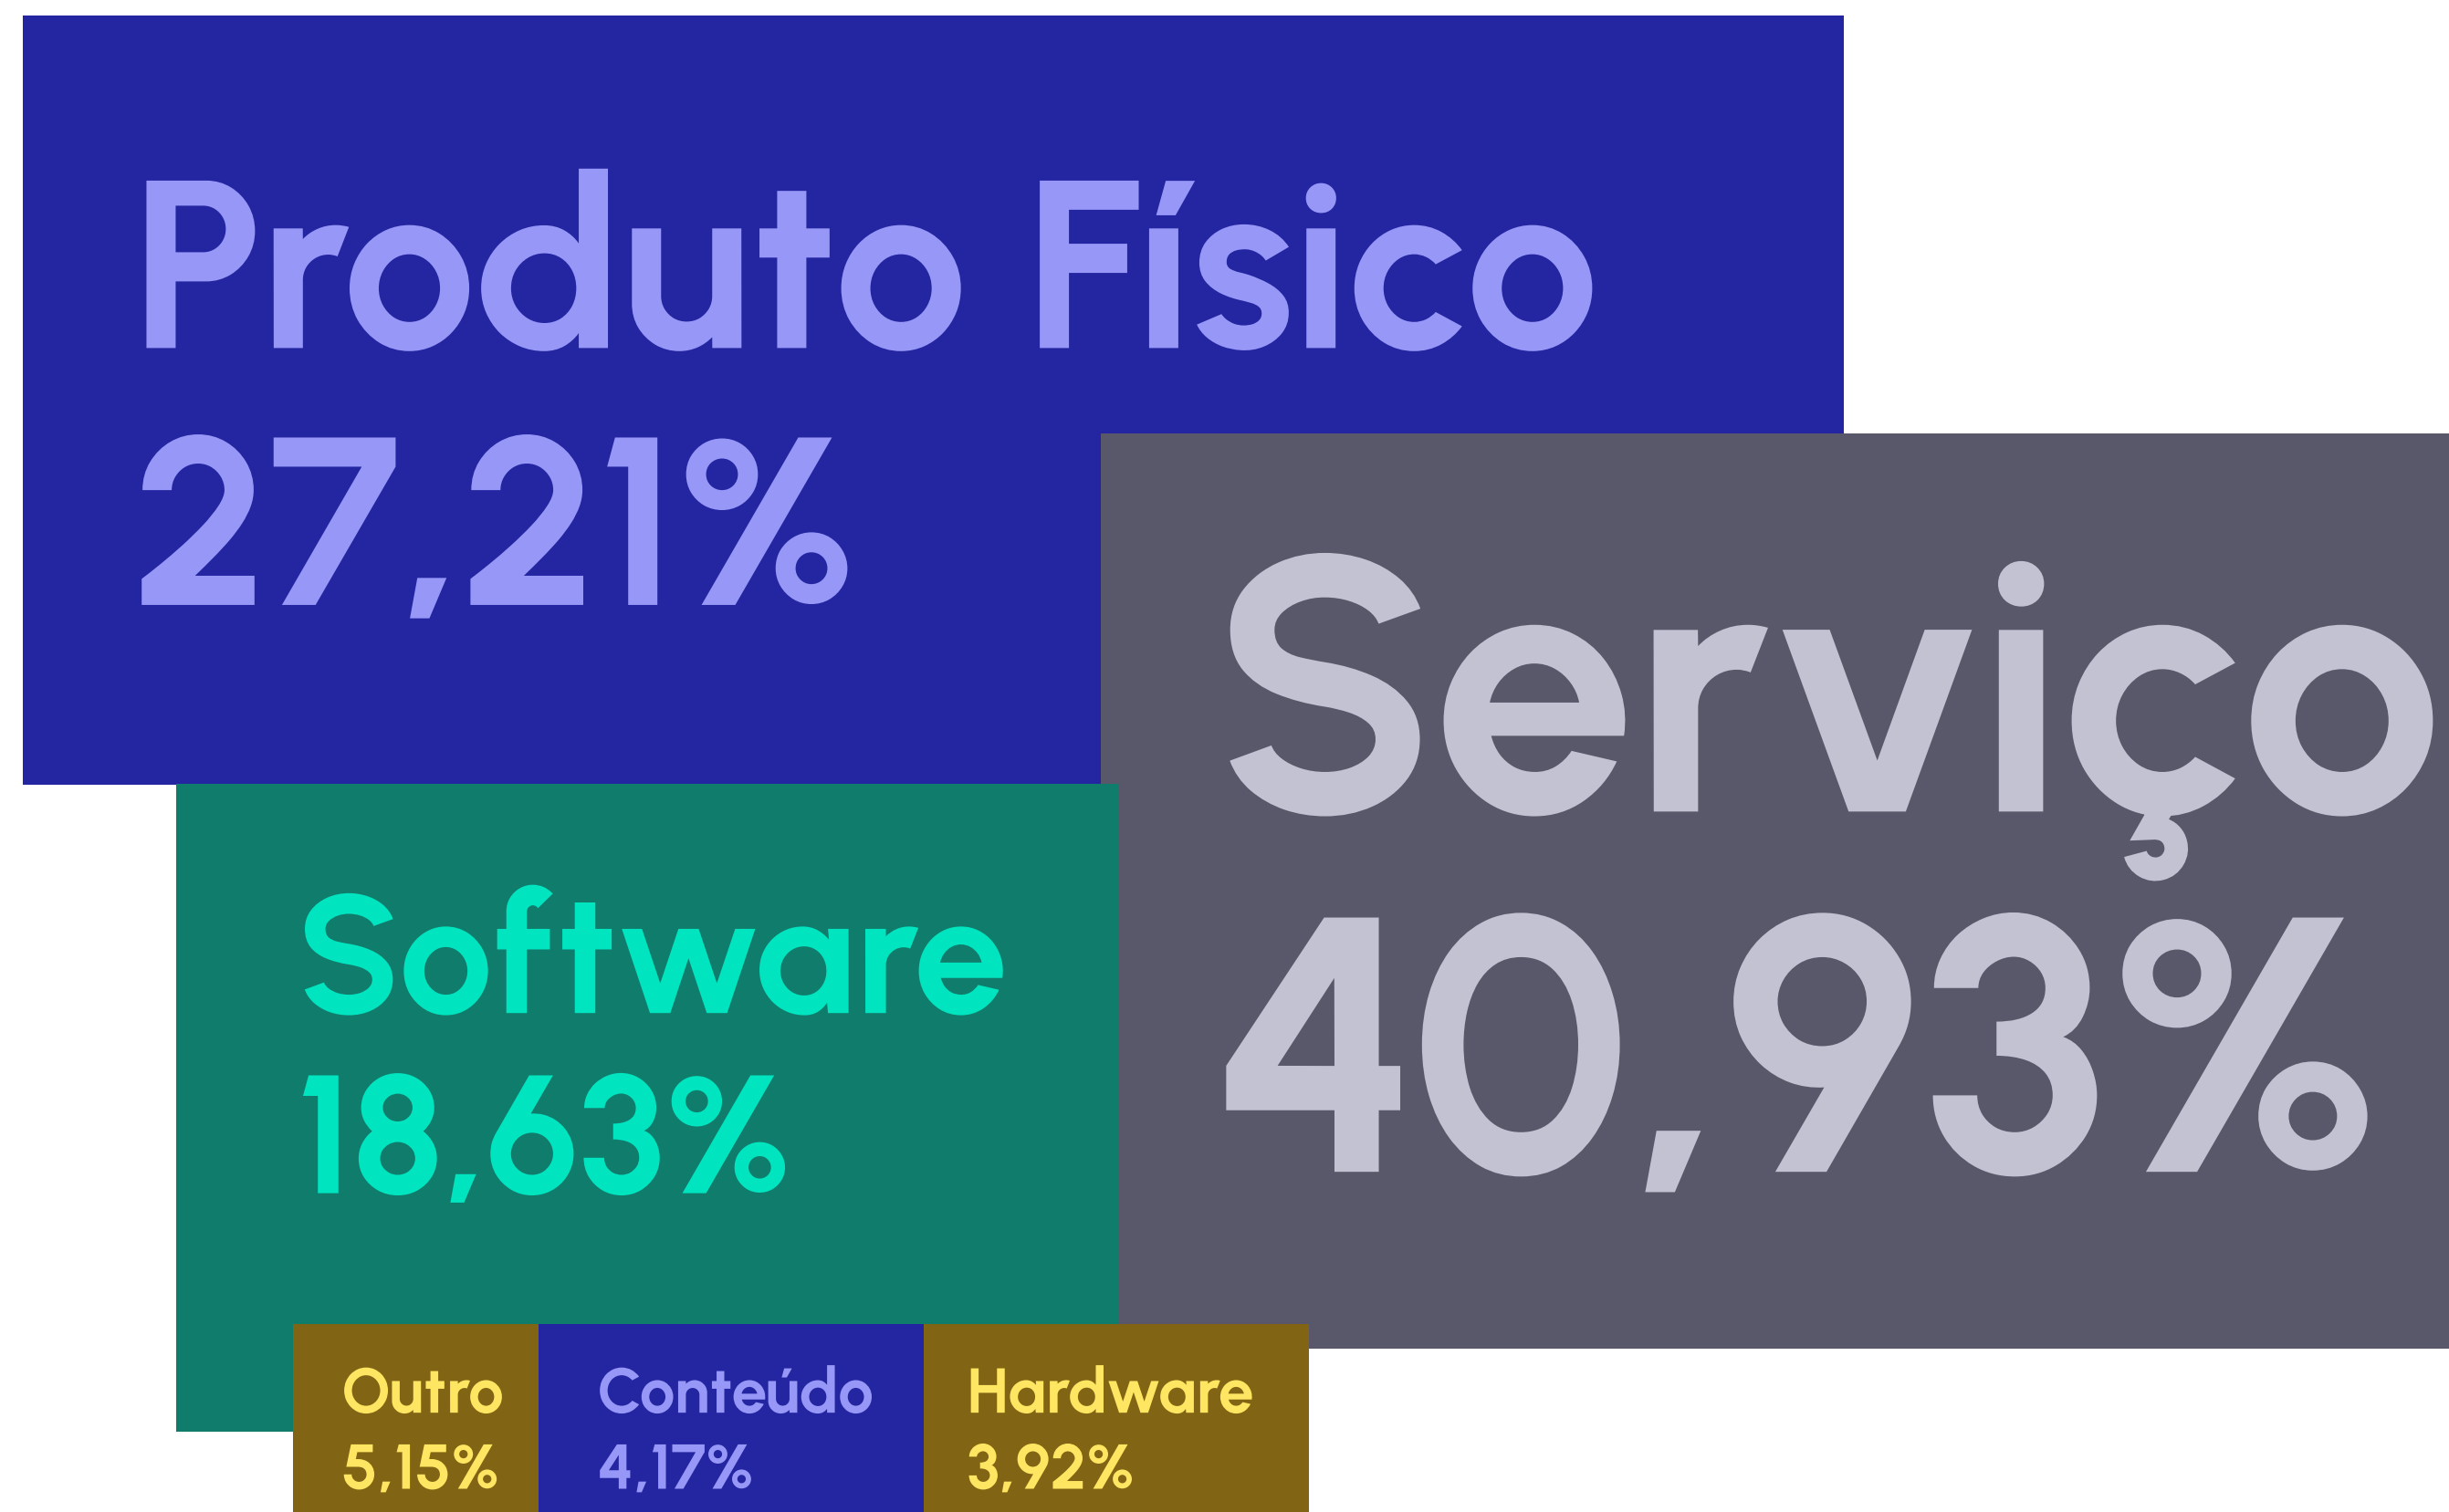 Produto Físico
27,21%
Serviço
40,93%
Software
18,63%
Outro
5,15%
Conteúdo
4,17%
Hardware
3,92%